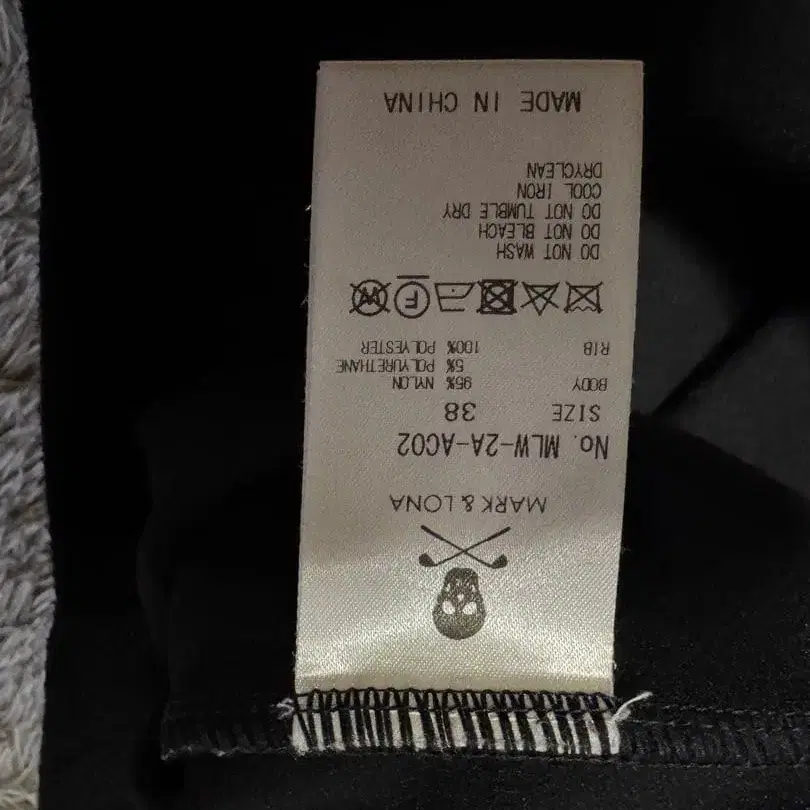 MARK & LONA
No. MLW-2A-AC02
SIZE 38
BODY 95% NYLON
5% POLYURETHANE
RIB 100% POLYESTER
F W
DO NOT WASH
DO NOT BLEACH
DO NOT TUMBLE DRY
COOL IRON
DRYCLEAN
MADE IN CHINA